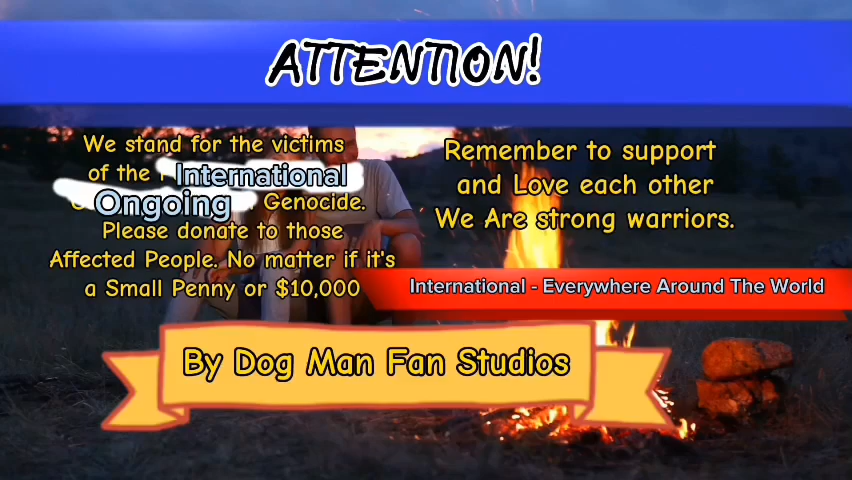 ATTENTION!
We stand for the victims
of the International
Ongoing Genocide.
Please donate to those
Affected People. No matter if it's
a Small Penny or $10,000
Remember to support
and Love each other
We Are strong warriors.
International - Everywhere Around The World
By Dog Man Fan Studios